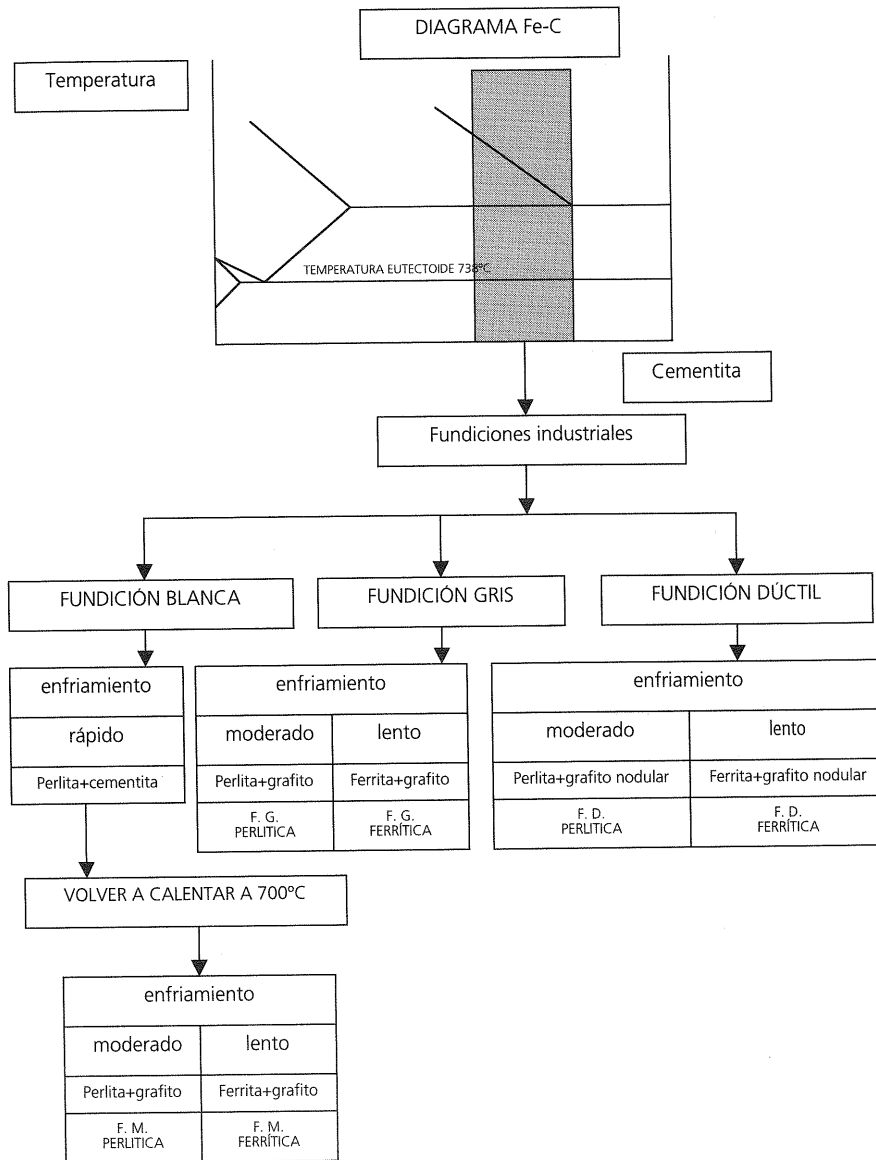 DIAGRAMA Fe-C
Temperatura
TEMPERATURA EUTECTOIDE 738ºC
Cementita
Fundiciones industriales
FUNDICIÓN BLANCA
FUNDICIÓN GRIS
FUNDICIÓN DÚCTIL
enfriamiento
rápido
Perlita+cementita
enfriamiento
moderado
lento
Perlita+grafito
Ferrita+grafito
F. G.
PERLITICA
F. G.
FERRÍTICA
enfriamiento
moderado
lento
Perlita+grafito nodular
Ferrita+grafito nodular
F. D.
PERLITICA
F. D.
FERRÍTICA
VOLVER A CALENTAR A 700ºC
enfriamiento
moderado
lento
Perlita+grafito
Ferrita+grafito
F. M.
PERLITICA
F. M.
FERRÍTICA